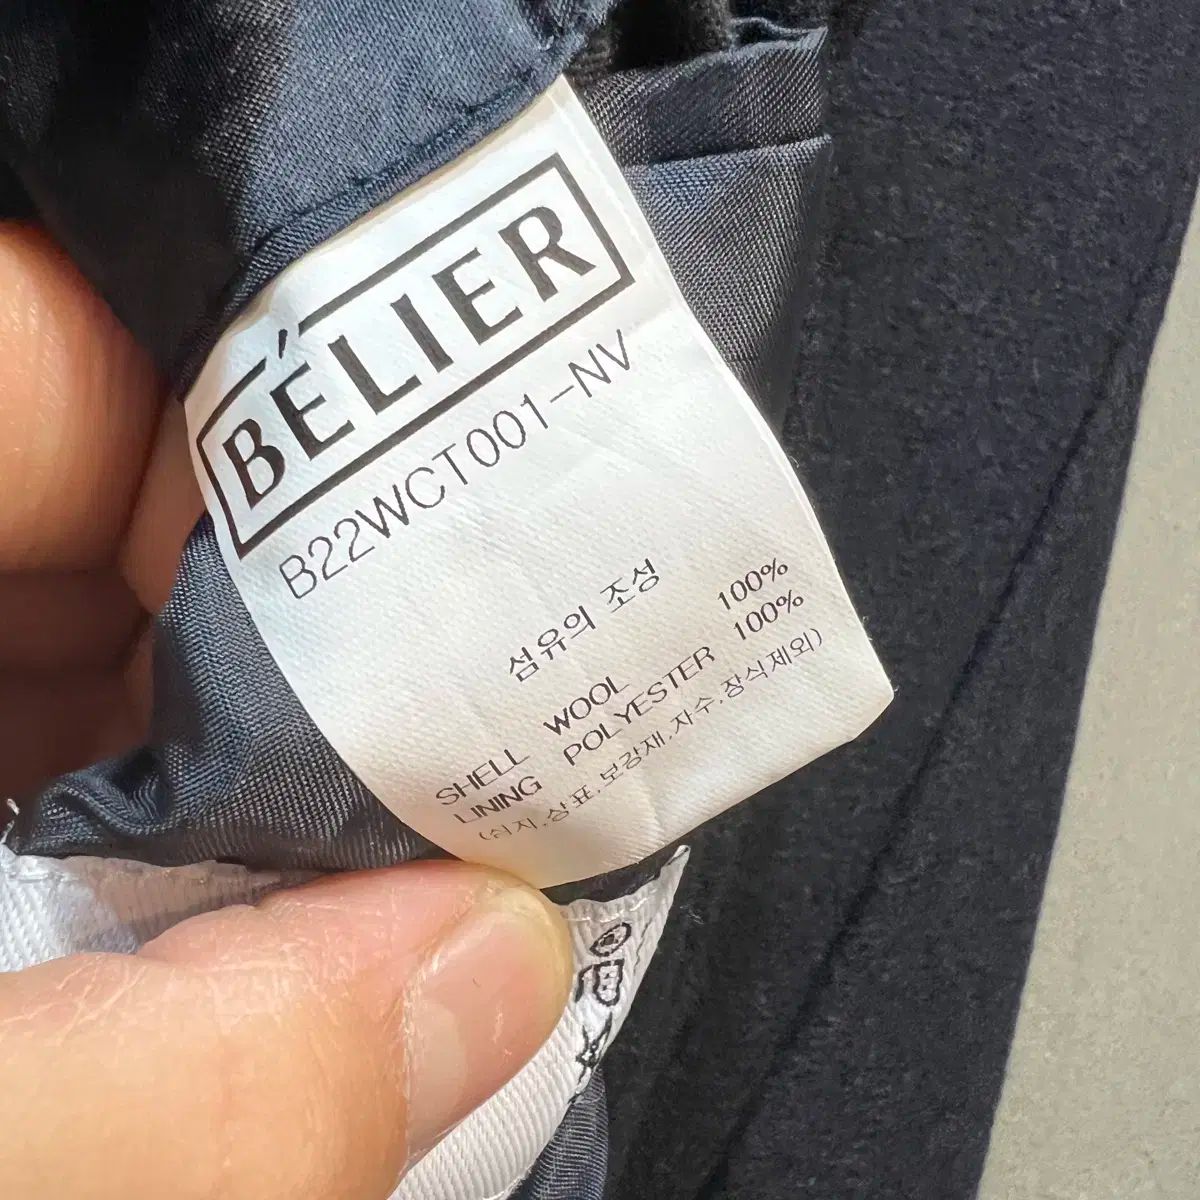 BÉLIER
B22WCT001-NV
섬유의 조성
SHELL WOOL 100%
LINING POLYESTER 100%
(심지,상표,보강재,자수,장식제외)